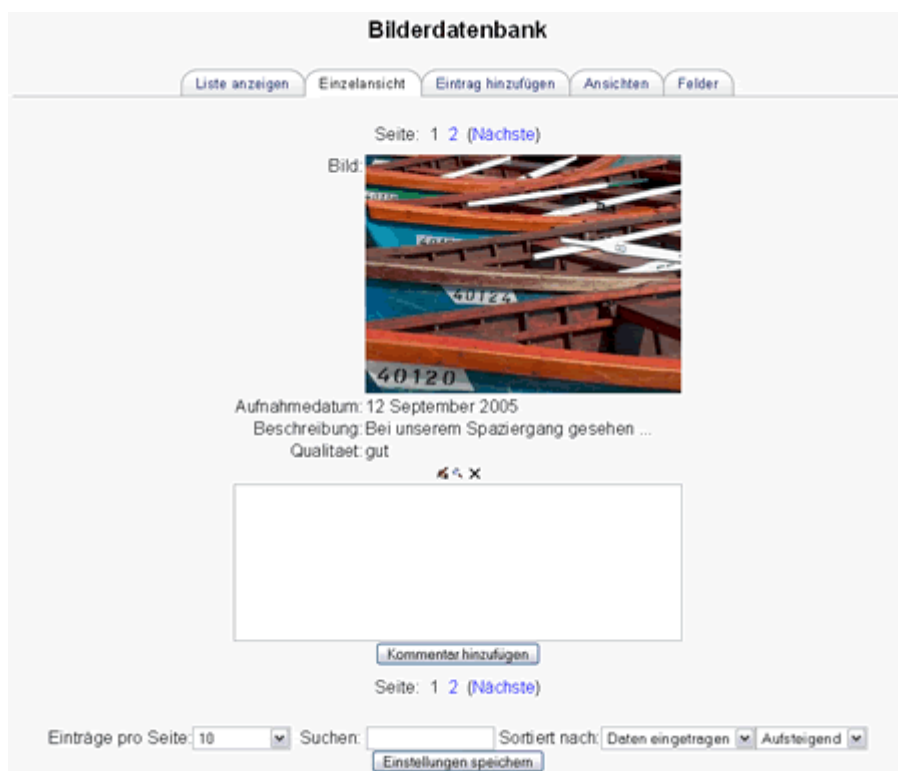 Bilderdatenbank
Liste anzeigen Einzelansicht Eintrag hinzufügen Ansichten Felder
Seite: 1 2 (Nächste)
Bild:
40124
40120
Aufnahmedatum: 12 September 2005
Beschreibung: Bei unserem Spaziergang gesehen ...
Qualitaet: gut
Kommentar hinzufügen
Seite: 1 2 (Nächste)
Einträge pro Seite: 10 Suchen: Sortiert nach: Daten eingetragen Aufsteigend
Einstellungen speichern